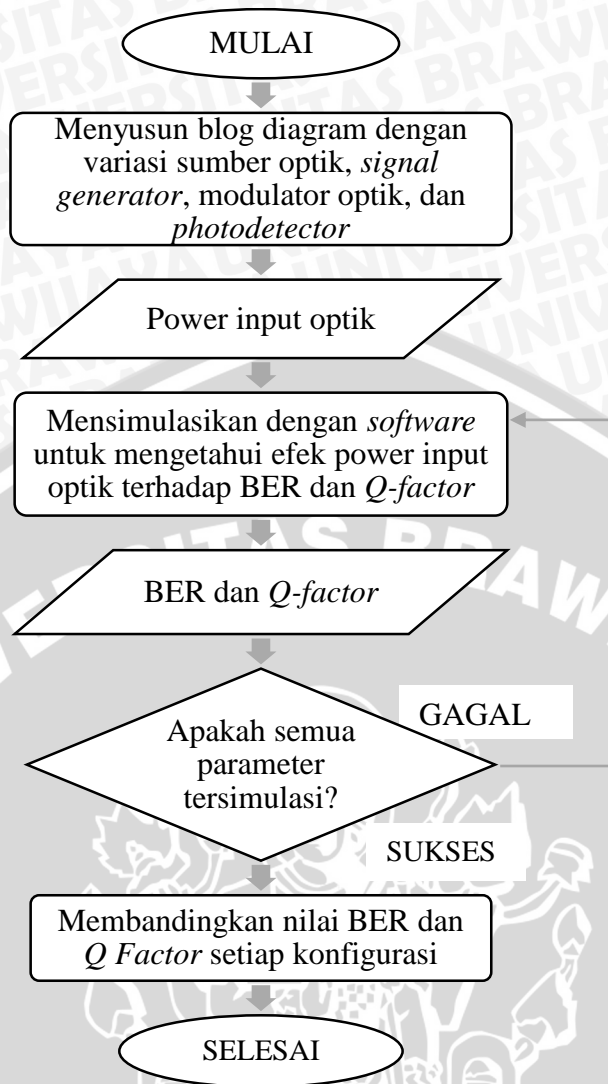 MULAI
Menyusun blog diagram dengan
variasi sumber optik, signal
generator, modulator optik, dan
photodetector
Power input optik
Mensimulasikan dengan software
untuk mengetahui efek power input
optik terhadap BER dan Q-factor
BER dan Q-factor
Apakah semua
parameter
tersimulasi?
GAGAL
SUKSES
Membandingkan nilai BER dan
Q Factor setiap konfigurasi
SELESAI